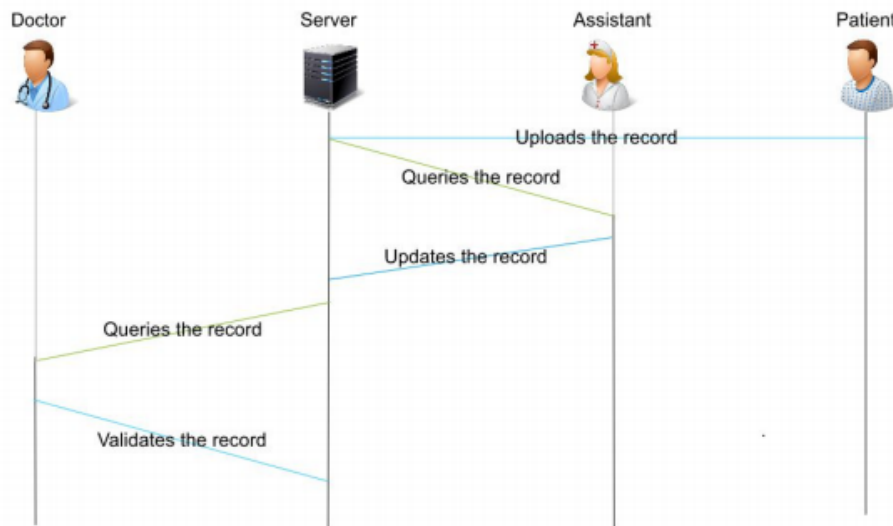 Doctor
Server
Assistant
Patient
Uploads the record
Queries the record
Updates the record
Queries the record
Validates the record